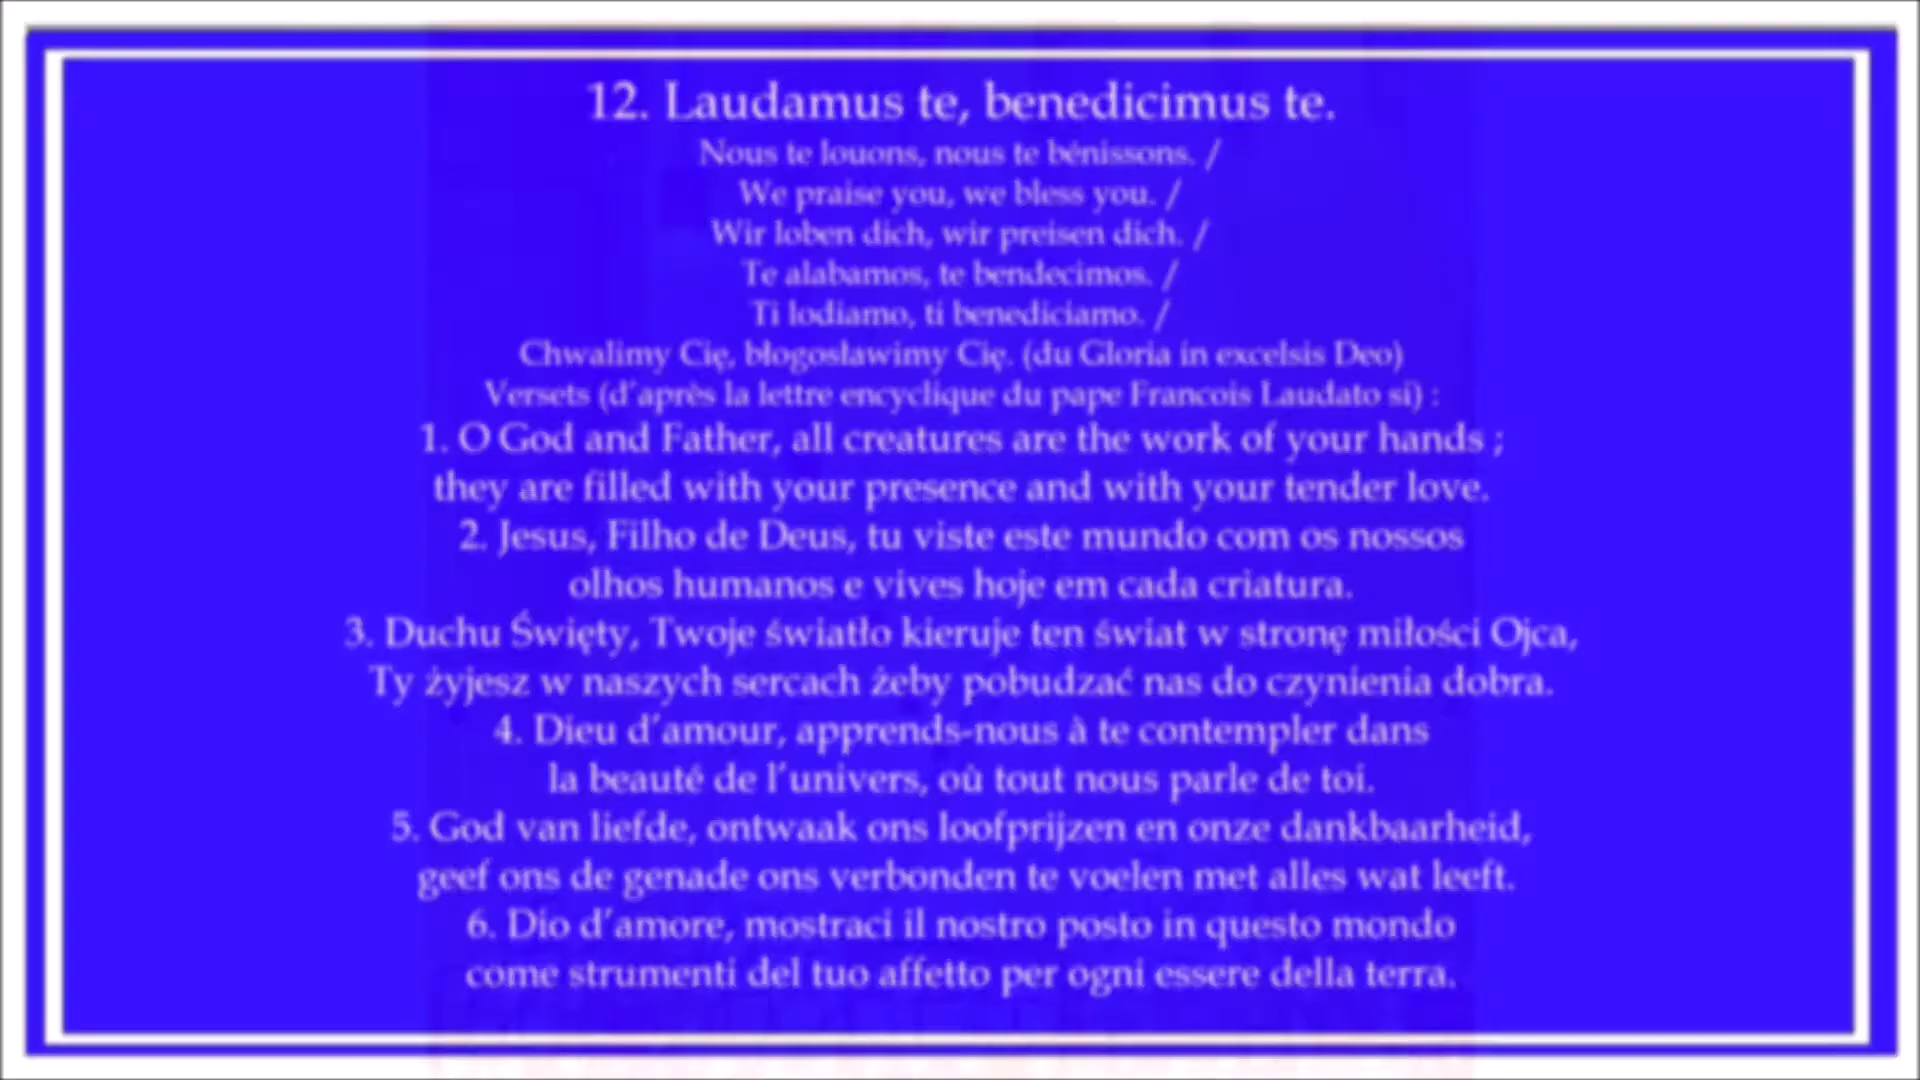 12. Laudamus te, benedicimus te.
Nous te louons, nous te bénissons. /
We praise you, we bless you. /
Wir loben dich, wir preisen dich. /
Te alabamos, te bendecimos. /
Ti lodiamo, ti benediciamo. /
Chwalimy Cię, błogosławimy Cię. (du Gloria in excelsis Deo)
Versets (d’après la lettre encyclique du pape Francois Laudato si) :
1. O God and Father, all creatures are the work of your hands ;
they are filled with your presence and with your tender love.
2. Jesus, Filho de Deus, tu viste este mundo com os nossos
olhos humanos e vives hoje em cada criatura.
3. Duchu Święty, Twoje światło kieruje ten świat w stronę miłości Ojca,
Ty żyjesz w naszych sercach żeby pobudzać nas do czynienia dobra.
4. Dieu d’amour, apprends-nous à te contempler dans
la beauté de l’univers, où tout nous parle de toi.
5. God van liefde, ontwaak ons loofprijzen en onze dankbaarheid,
geef ons de genade ons verbonden te voelen met alles wat leeft.
6. Dio d’amore, mostraci il nostro posto in questo mondo
come strumenti del tuo affetto per ogni essere della terra.